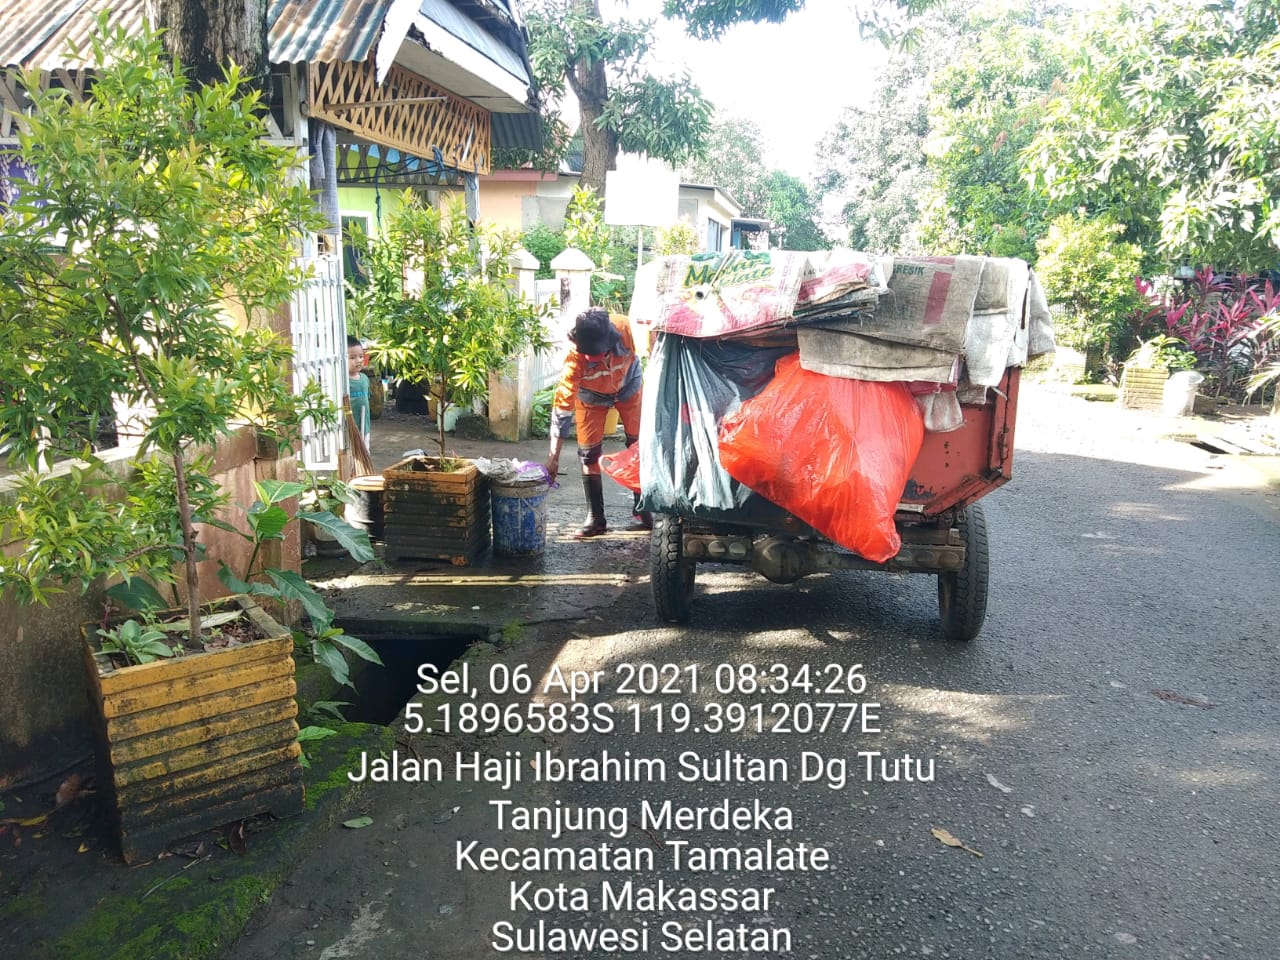 GRESIK
Sel, 06 Apr 2021 08:34:26
5.1896583S 119.3912077E
Jalan Haji Ibrahim Sultan Dg Tutu
Tanjung Merdeka
Kecamatan Tamalate
Kota Makassar
Sulawesi Selatan